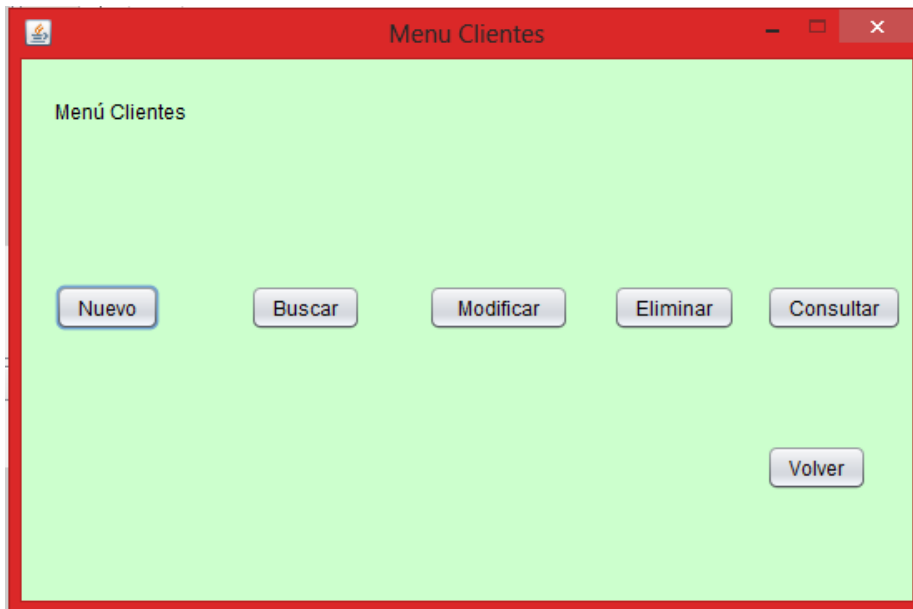 Menu Clientes
Menú Clientes
Nuevo Buscar Modificar Eliminar Consultar
Volver